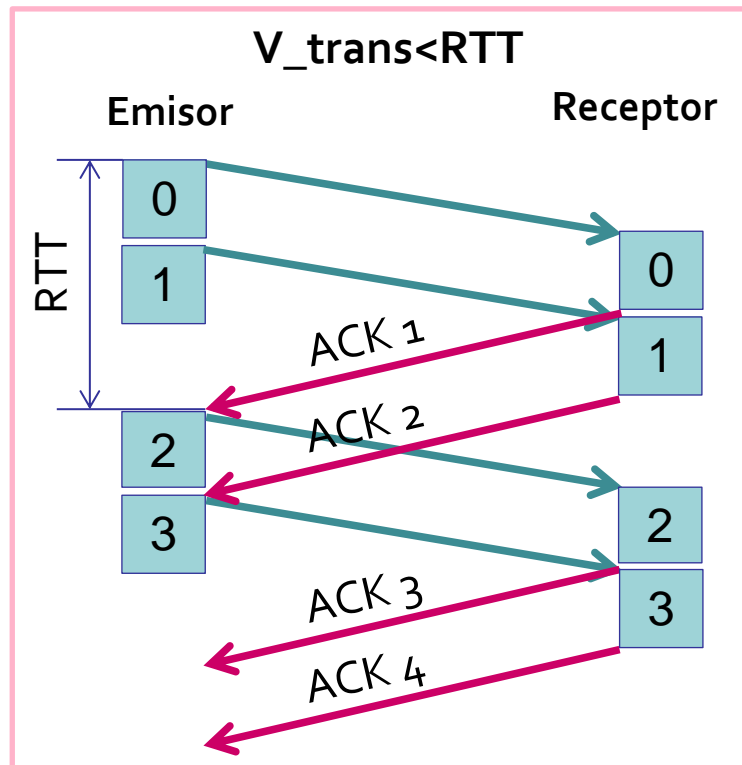 V_trans<RTT
Emisor
Receptor
RTT
0
1
0
1
ACK 1
ACK 2
2
3
2
3
ACK 3
ACK 4